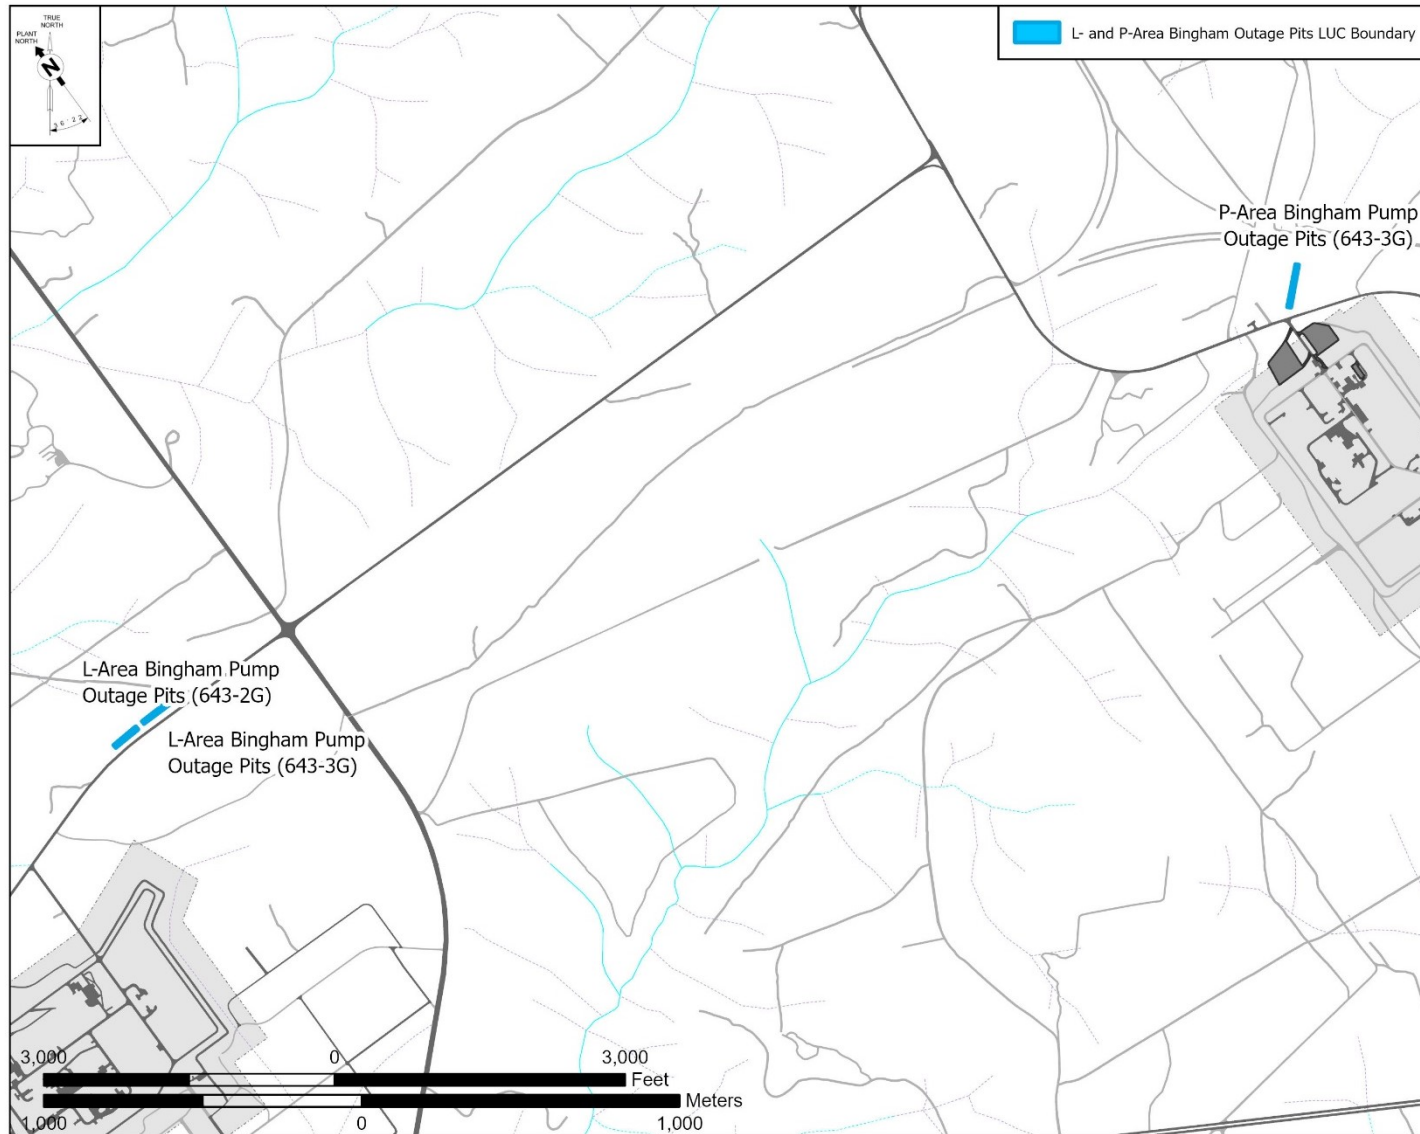 TRUE
NORTH
PLANT
NORTH
N
36°22'
L- and P-Area Bingham Outage Pits LUC Boundary
P-Area Bingham Pump
Outage Pits (643-3G)
L-Area Bingham Pump
Outage Pits (643-2G)
L-Area Bingham Pump
Outage Pits (643-3G)
3,000 0 3,000
Feet
Meters
1,000 0 1,000